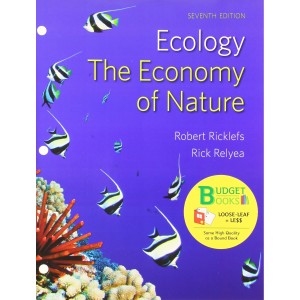 SEVENTH EDITION
Ecology
The Economy
of Nature
Robert Ricklefs
Rick Relyea
BUDGET
BOOKS
LOOSE-LEAF
= LE$$
Same High Quality
as a Bound Book